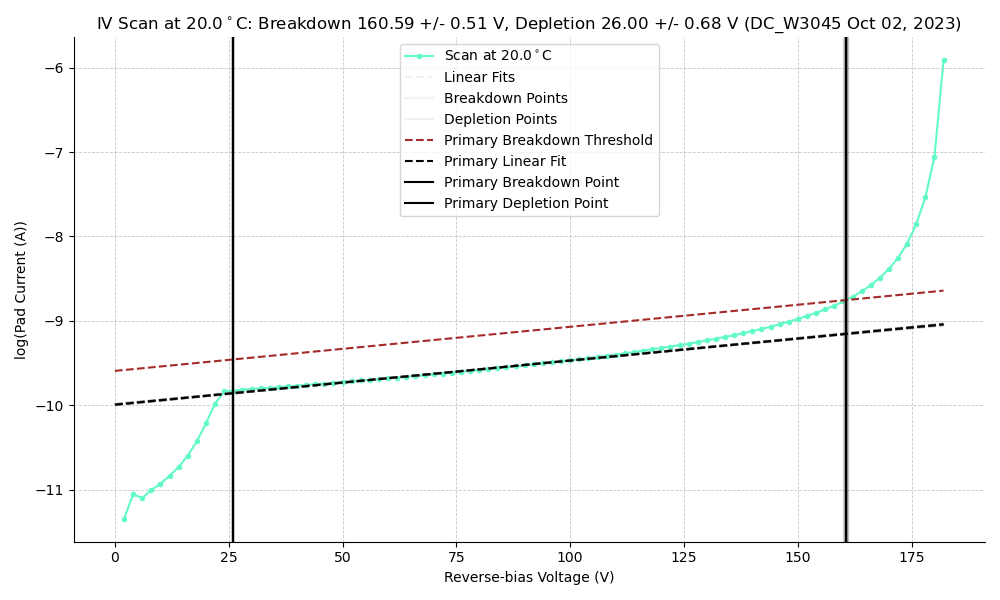 IV Scan at 20.0°C: Breakdown 160.59 +/- 0.51 V, Depletion 26.00 +/- 0.68 V (DC_W3045 Oct 02, 2023)
Scan at 20.0°C
Linear Fits
Breakdown Points
Depletion Points
Primary Breakdown Threshold
Primary Linear Fit
Primary Breakdown Point
Primary Depletion Point
log(Pad Current (A))
−6
−7
−8
−9
−10
−11
0 25 50 75 100 125 150 175
Reverse-bias Voltage (V)